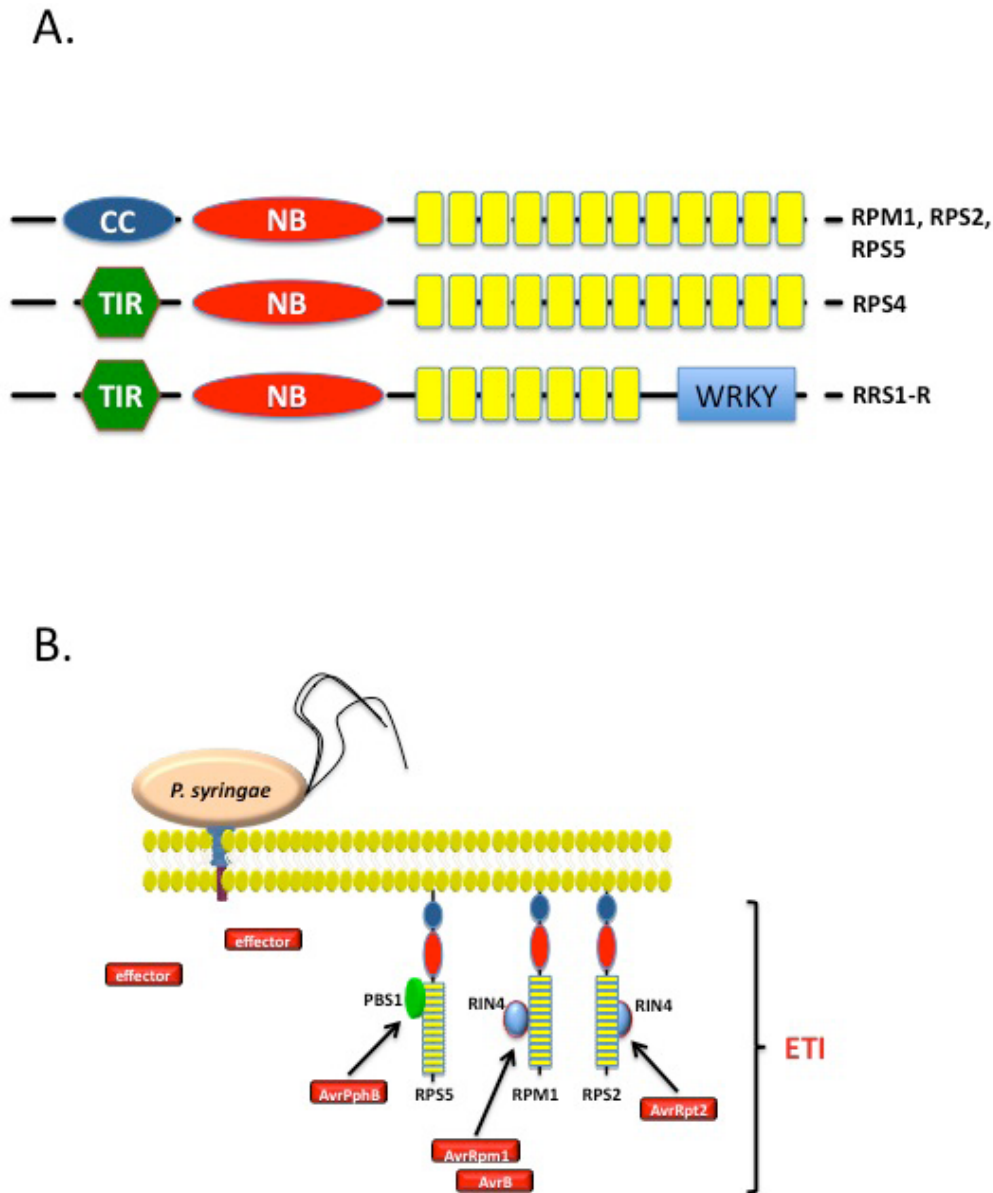 A.
CC NB RPM1, RPS2,
RPS5
TIR NB RPS4
TIR NB WRKY RRS1-R
B.
P. syringae
effector
effector
PBS1 RIN4 RIN4
ETI
AvrPphB RPS5 RPM1 RPS2 AvrRpt2
AvrRpm1
AvrB